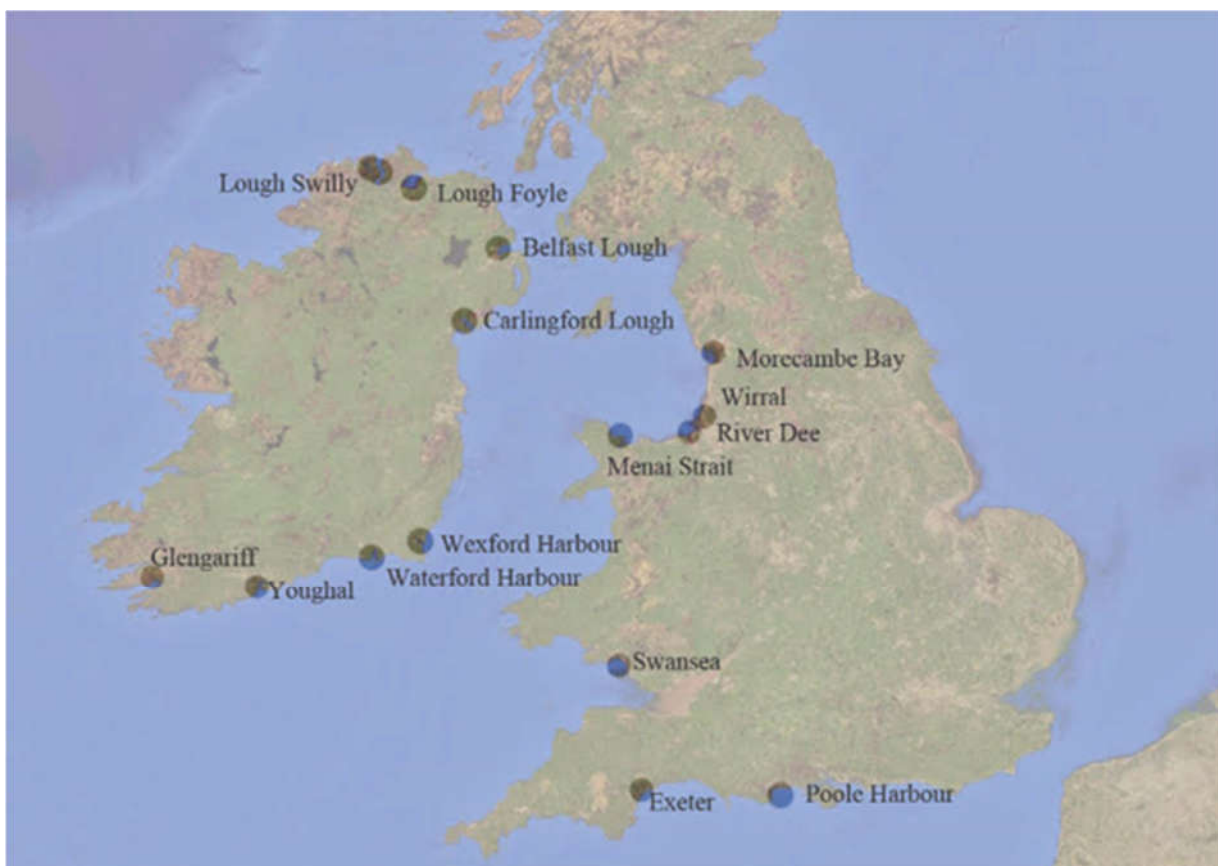 Lough Swilly
Lough Foyle
Belfast Lough
Carlingford Lough
Morecambe Bay
Wirral
River Dee
Menai Strait
Wexford Harbour
Glengariff
Waterford Harbour
Youghal
Swansea
Exeter
Poole Harbour